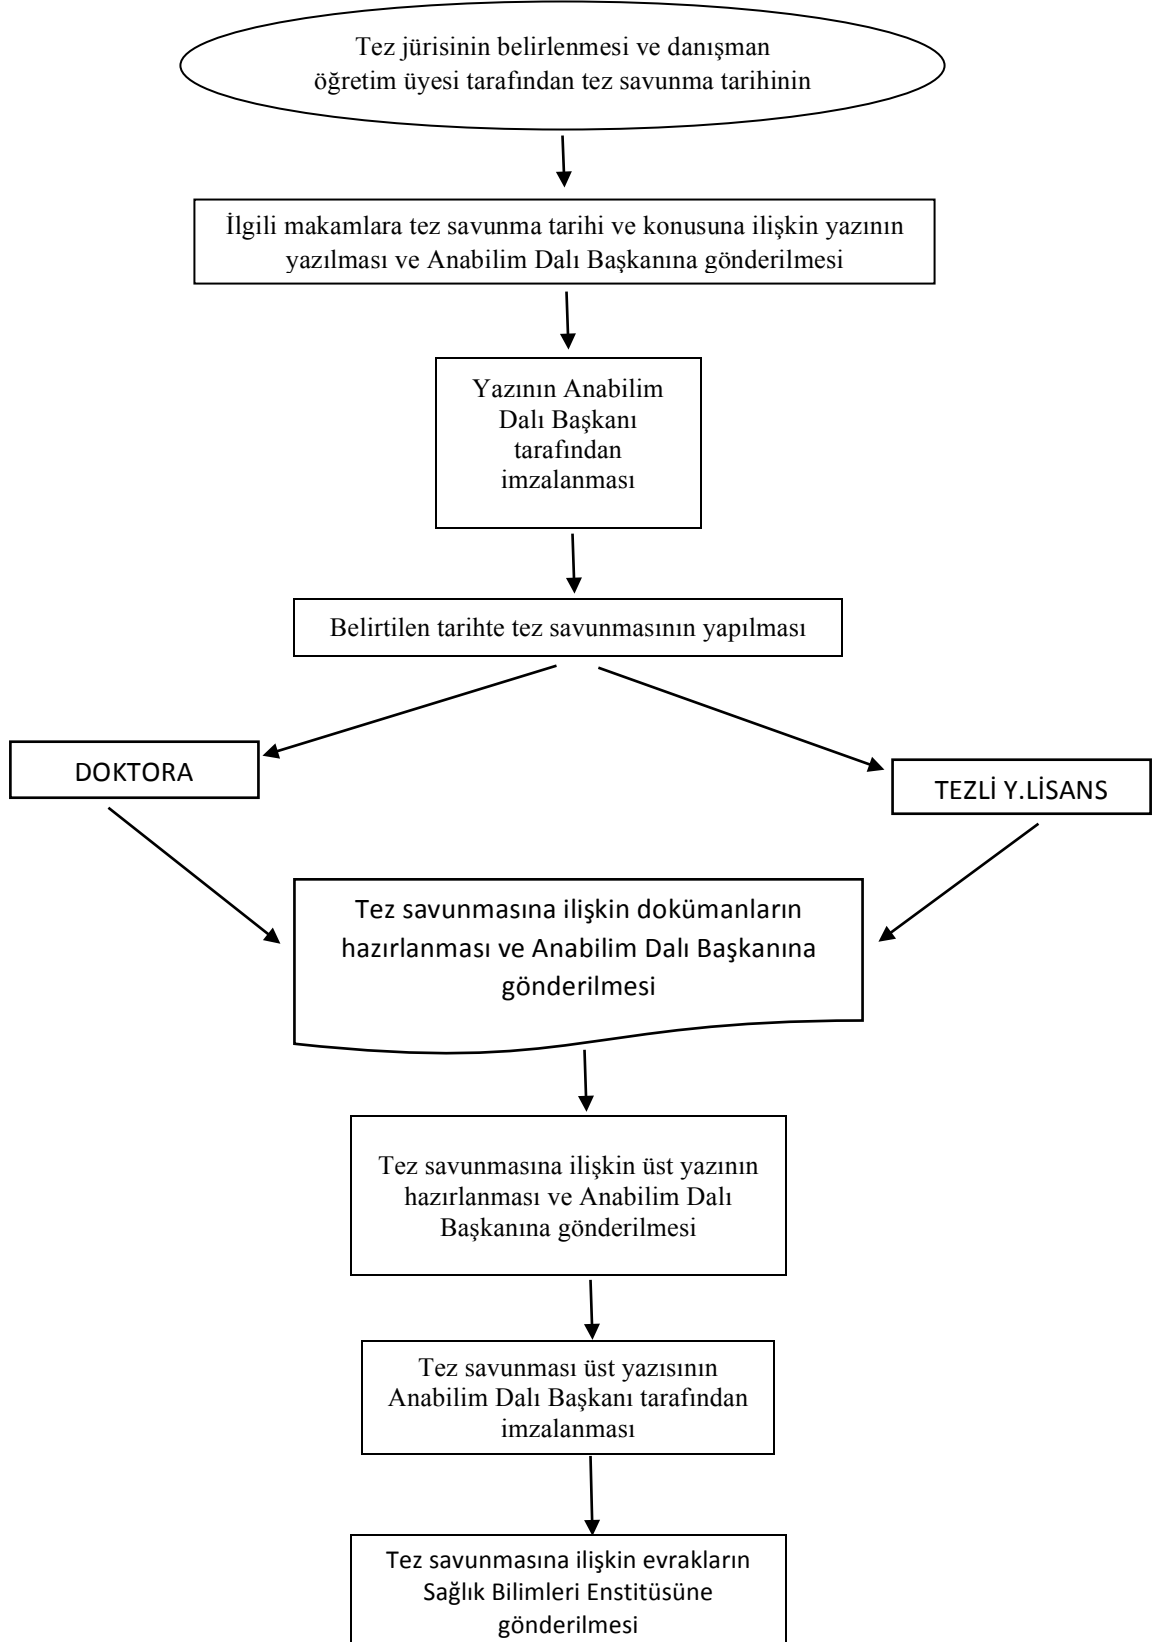 Tez jürisinin belirlenmesi ve danışman
öğretim üyesi tarafından tez savunma tarihinin
İlgili makamlara tez savunma tarihi ve konusuna ilişkin yazının
yazılması ve Anabilim Dalı Başkanına gönderilmesi
Yazının Anabilim
Dalı Başkanı
tarafından
imzalanması
Belirtilen tarihte tez savunmasının yapılması
DOKTORA
TEZLİ Y.LİSANS
Tez savunmasına ilişkin dokümanların
hazırlanması ve Anabilim Dalı Başkanına
gönderilmesi
Tez savunmasına ilişkin üst yazının
hazırlanması ve Anabilim Dalı
Başkanına gönderilmesi
Tez savunması üst yazısının
Anabilim Dalı Başkanı tarafından
imzalanması
Tez savunmasına ilişkin evrakların
Sağlık Bilimleri Enstitüsüne
gönderilmesi